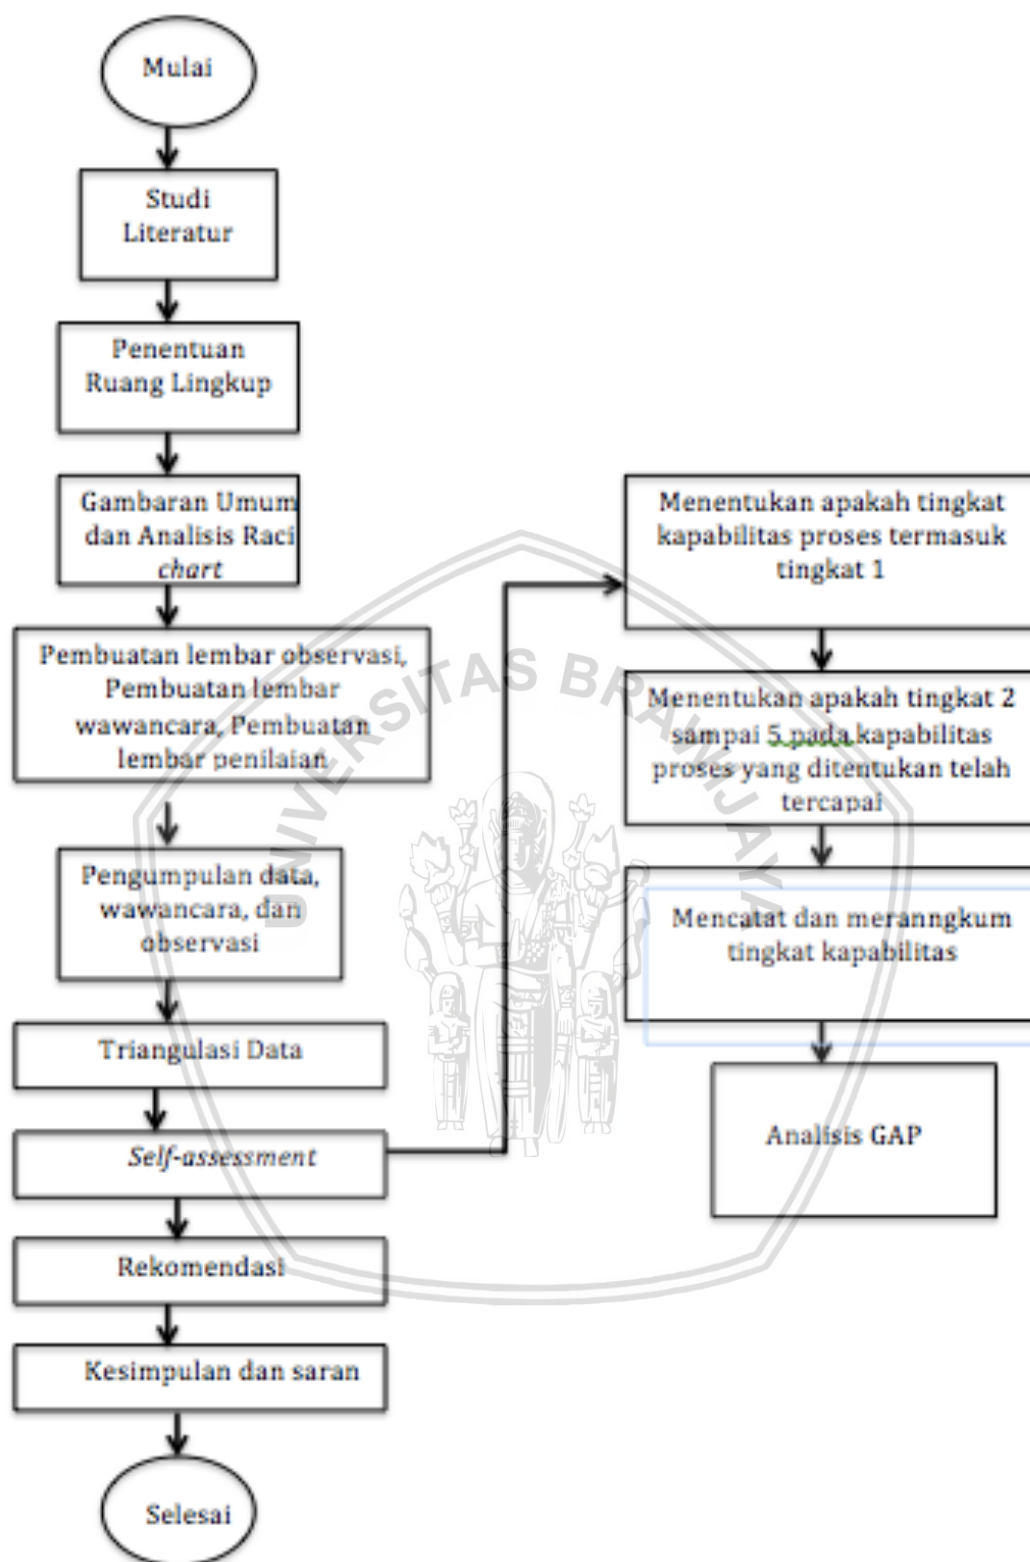 Mulai
Studi
Literatur
Penentuan
Ruang Lingkup
Gambaran Umum
dan Analisis Raci
chart
Pembuatan lembar observasi,
Pembuatan lembar
wawancara, Pembuatan
lembar penilaian
Pengumpulan data,
wawancara, dan
observasi
Triangulasi Data
Self-assessment
Rekomendasi
Kesimpulan dan saran
Selesai
Menentukan apakah tingkat
kapabilitas proses termasuk
tingkat 1
Menentukan apakah tingkat 2
sampai 5 pada kapabilitas
proses yang ditentukan telah
tercapai
Mencatat dan meranngkum
tingkat kapabilitas
Analisis GAP
UNIVERSITAS BRAWIJAYA